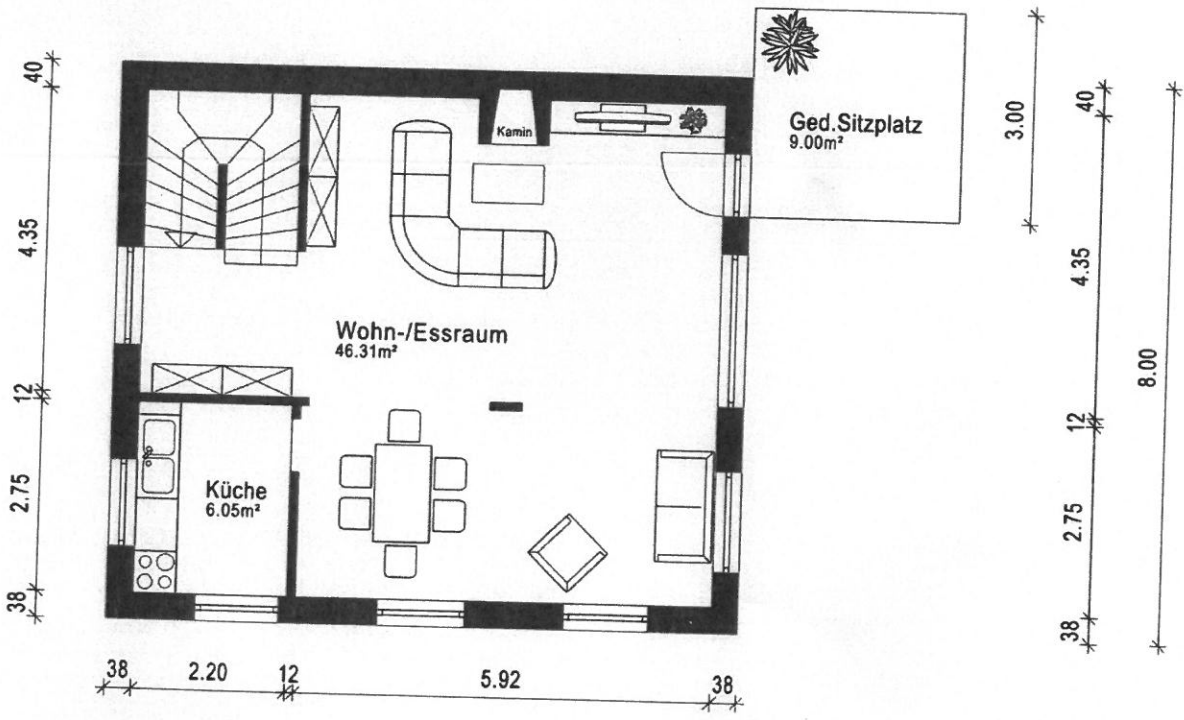 40
4.35
12
2.75
38
Kamin
Ged.Sitzplatz
9.00m²
3.00
Wohn-/Essraum
46.31m²
Küche
6.05m²
40
4.35
12
2.75
38
8.00
38
2.20
12
5.92
38